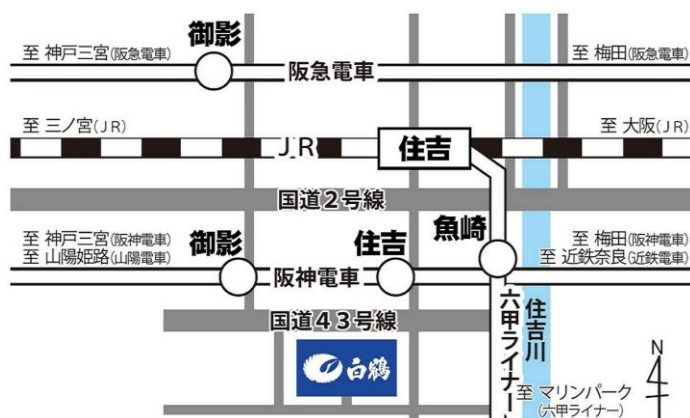 御影
至 神戸三宮(阪急電車)
至 梅田(阪急電車)
阪急電車
至 三ノ宮(JR)
至 大阪(JR)
JR
住吉
国道2号線
魚崎
至 神戸三宮(阪神電車)
至 山陽姫路(山陽電車)
御影
住吉
至 梅田(阪神電車)
至 近鉄奈良(近鉄電車)
阪神電車
六甲ライナー
住吉川
国道43号線
白鶴
N
至 マリンパーク
(六甲ライナー)